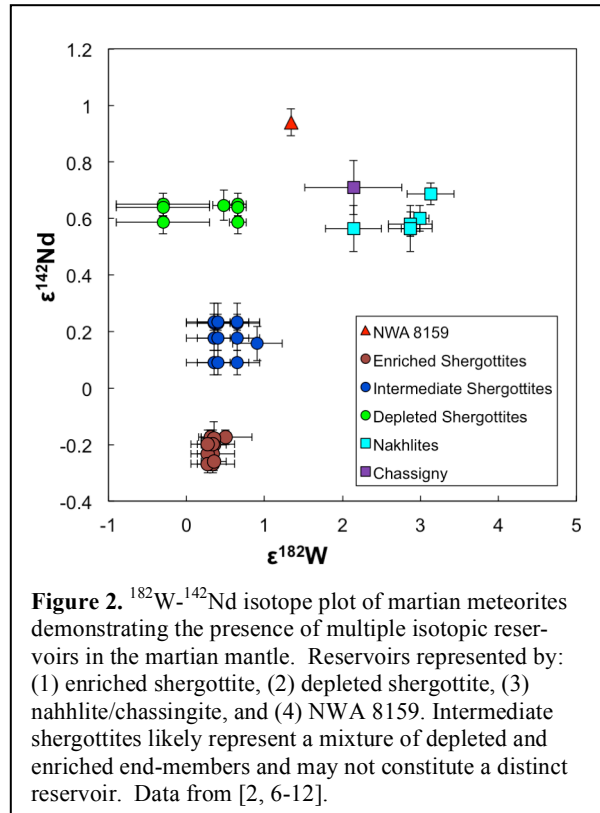 1.2
1
0.8
0.6
0.4
0.2
0
-0.2
-0.4
ε¹⁴²Nd
NWA 8159
Enriched Shergottites
Intermediate Shergottites
Depleted Shergottites
Nakhlites
Chassigny
-1 0 1 2 3 4 5
ε¹⁸²W
Figure 2. ¹⁸²W-¹⁴²Nd isotope plot of martian meteorites
demonstrating the presence of multiple isotopic reser-
voirs in the martian mantle. Reservoirs represented by:
(1) enriched shergottite, (2) depleted shergottite, (3)
nahhlite/chassingite, and (4) NWA 8159. Intermediate
shergottites likely represent a mixture of depleted and
enriched end-members and may not constitute a distinct
reservoir. Data from [2, 6-12].